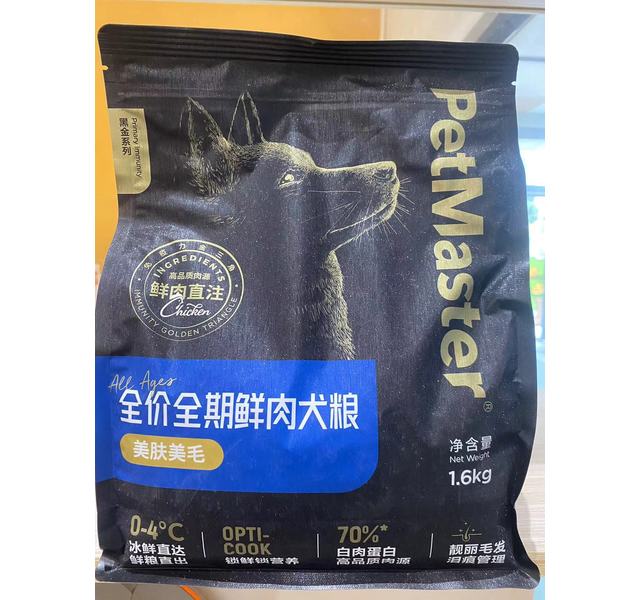 黑金系列
Primary Immunity
PetMaster®
免疫力金三角
INGREDIENTS
高品质肉源
鲜肉直注
Chicken
IMMUNITY GOLDEN TRIANGLE
All Ages
全价全期鲜肉犬粮
美肤美毛
净含量
Net Weight
1.6kg
0-4°C
冰鲜直达
鲜粮直出
OPTI-
COOK
锁鲜锁营养
70%*
白肉蛋白
高品质肉源
靓丽毛发
泪痕管理